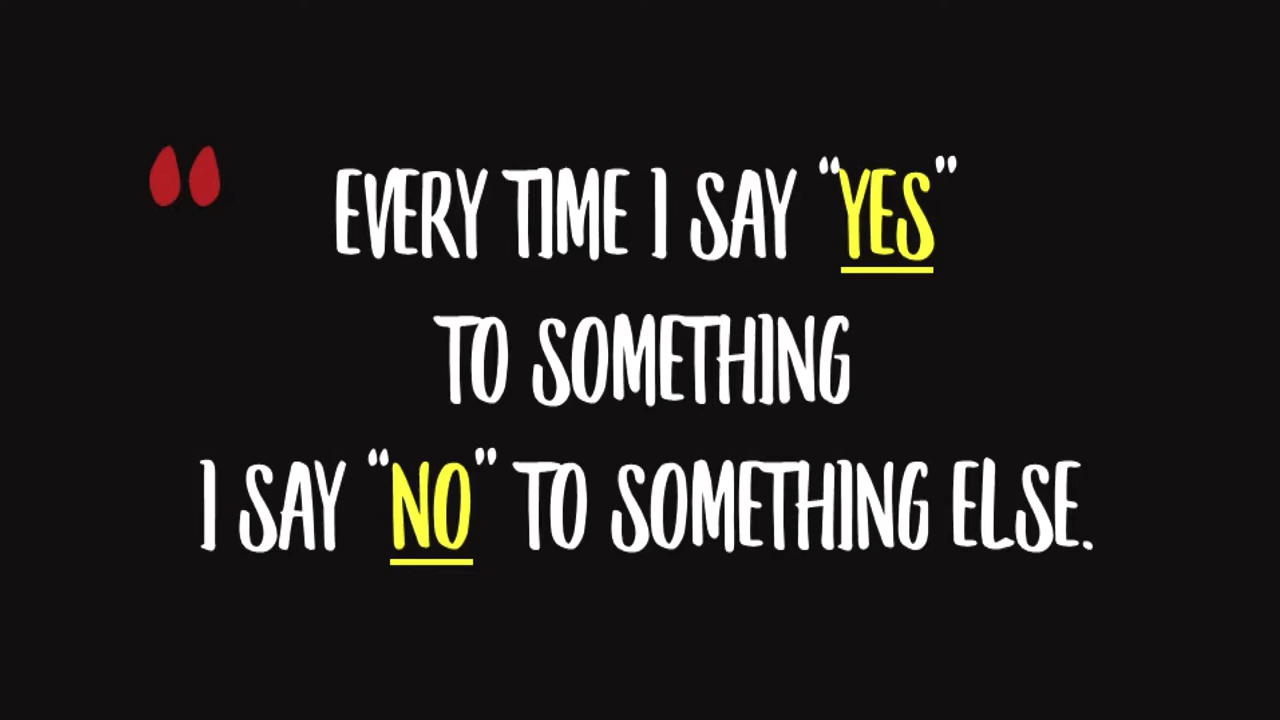 “ EVERY TIME I SAY “YES”
TO SOMETHING
I SAY “NO” TO SOMETHING ELSE.